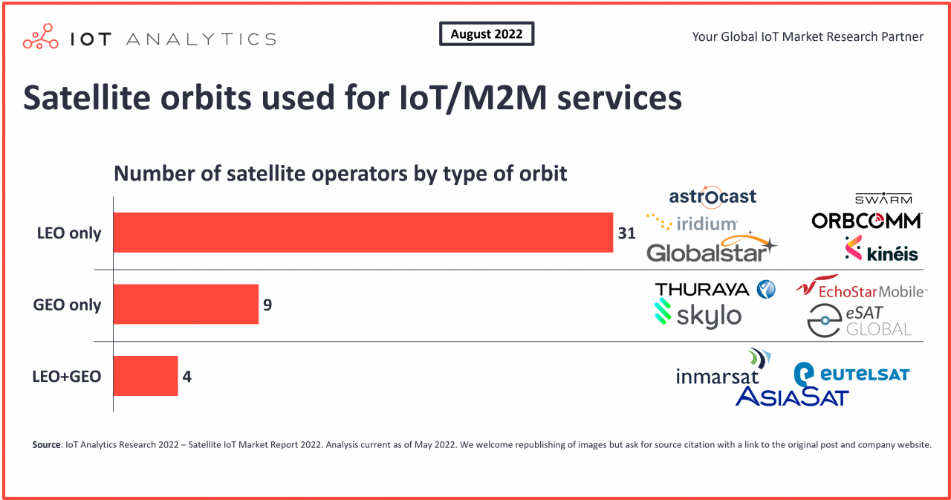 IOT ANALYTICS
August 2022
Your Global IoT Market Research Partner
Satellite orbits used for IoT/M2M services
Number of satellite operators by type of orbit
LEO only
31
astrocast
SWARM
iridium
ORBCOMM
Globalstar
kinéis
GEO only
9
THURAYA
EchoStar Mobile
skylo
eSAT
GLOBAL
LEO+GEO
4
inmarsat
eutelsat
ASIASAT
Source: IoT Analytics Research 2022 – Satellite IoT Market Report 2022. Analysis current as of May 2022. We welcome republishing of images but ask for source citation with a link to the original post and company website.